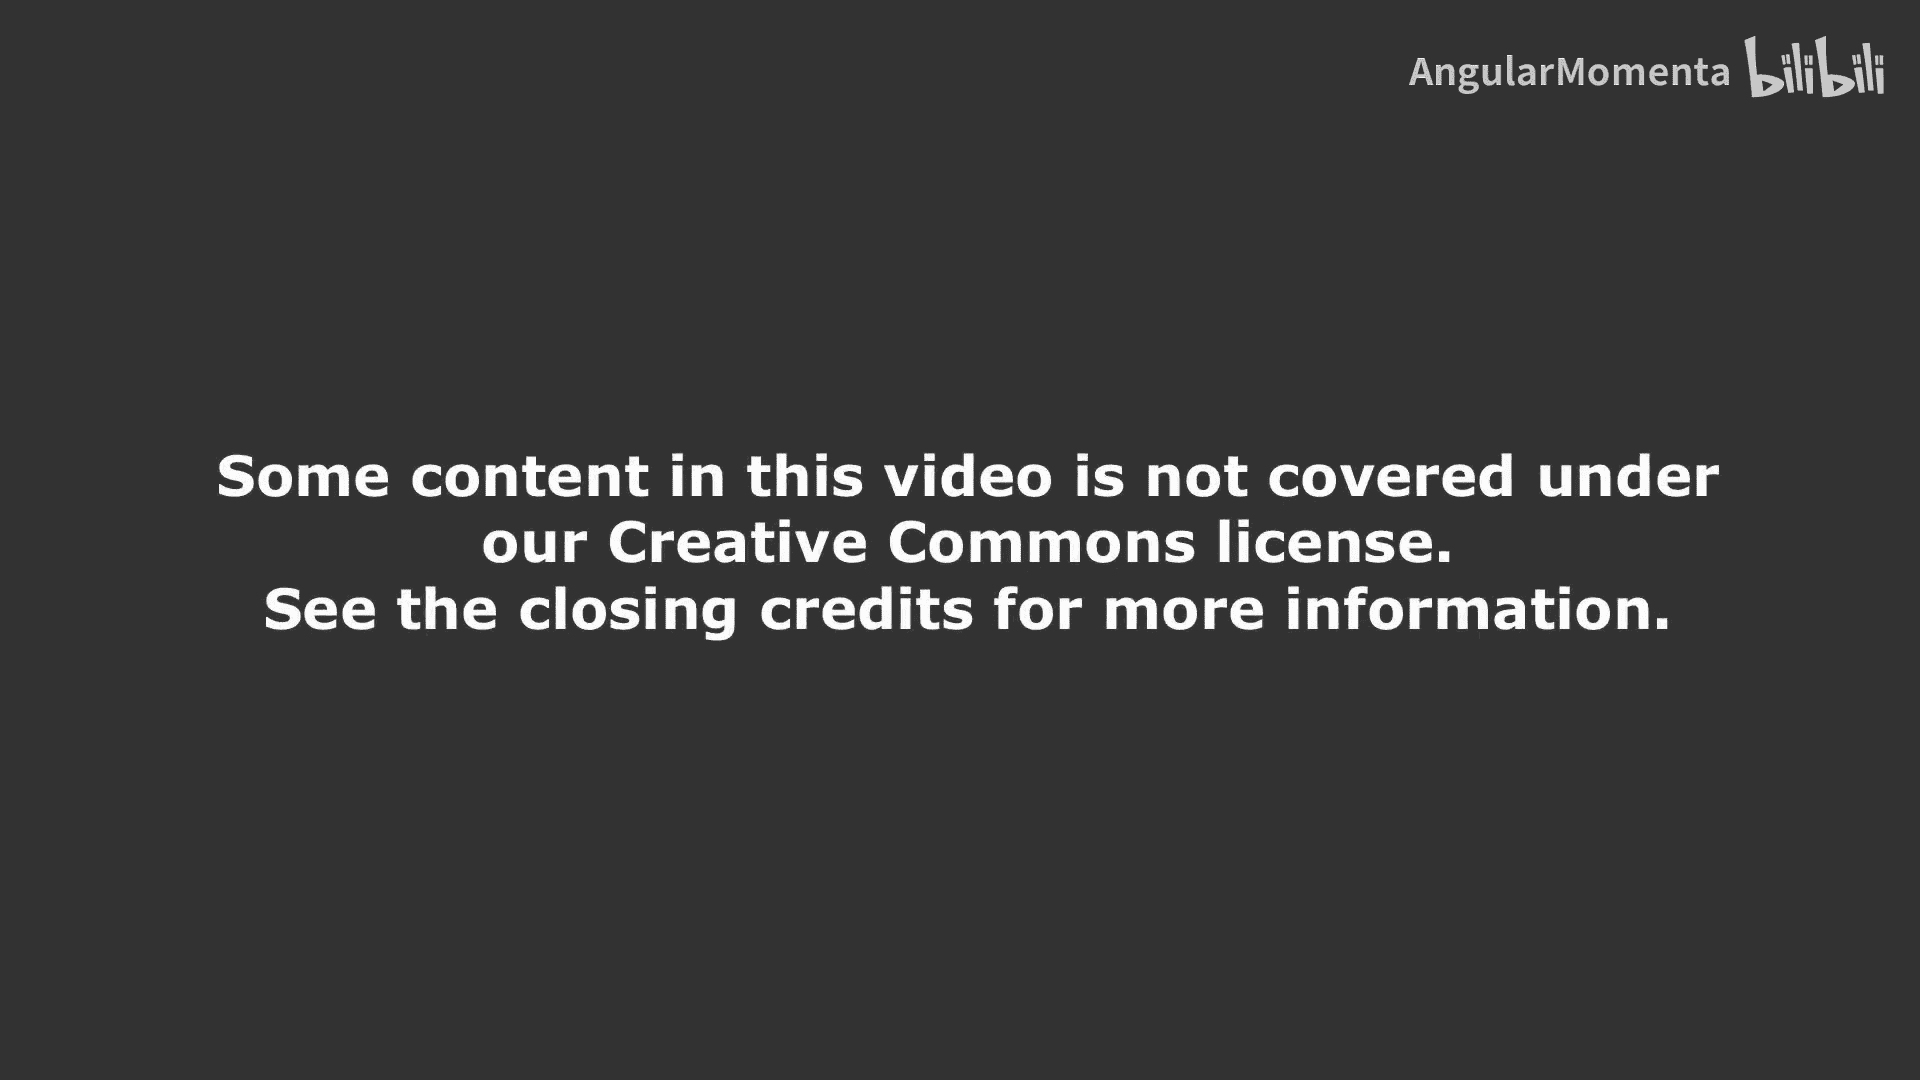 AngularMomenta bilibili
Some content in this video is not covered under
our Creative Commons license.
See the closing credits for more information.